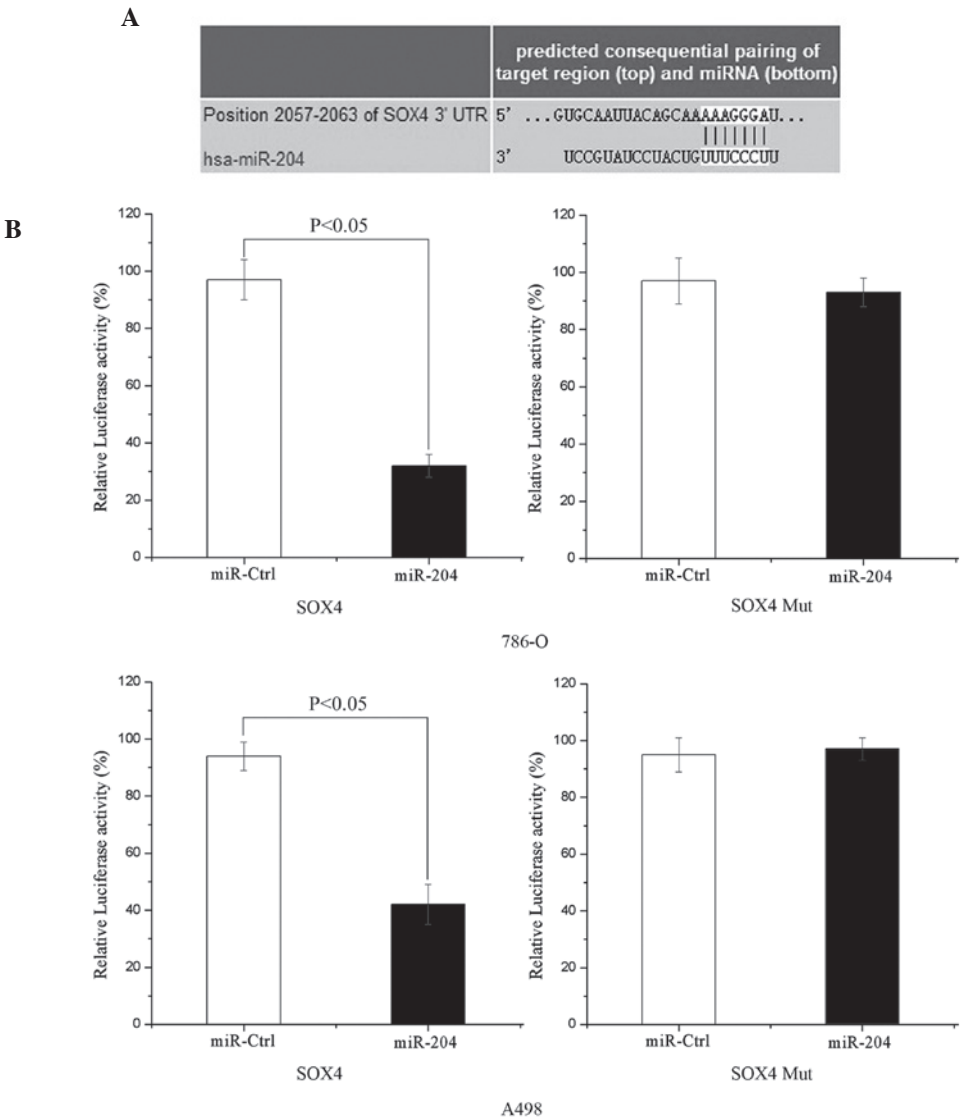 A
predicted consequential pairing of
target region (top) and miRNA (bottom)
Position 2057-2063 of SOX4 3' UTR 5' ...GUGCAAUUACAGCAAAAAGGGAU...
hsa-miR-204 3' UCCGUAUCCUACUGUUUCCCUU
B
120
100
80
60
40
20
0
Relative Luciferase activity (%)
P<0.05
miR-Ctrl miR-204
SOX4
120
100
80
60
40
20
0
Relative Luciferase activity (%)
miR-Ctrl miR-204
SOX4 Mut
786-O
120
100
80
60
40
20
0
Relative Luciferase activity (%)
P<0.05
miR-Ctrl miR-204
SOX4
120
100
80
60
40
20
0
Relative Luciferase activity (%)
miR-Ctrl miR-204
SOX4 Mut
A498